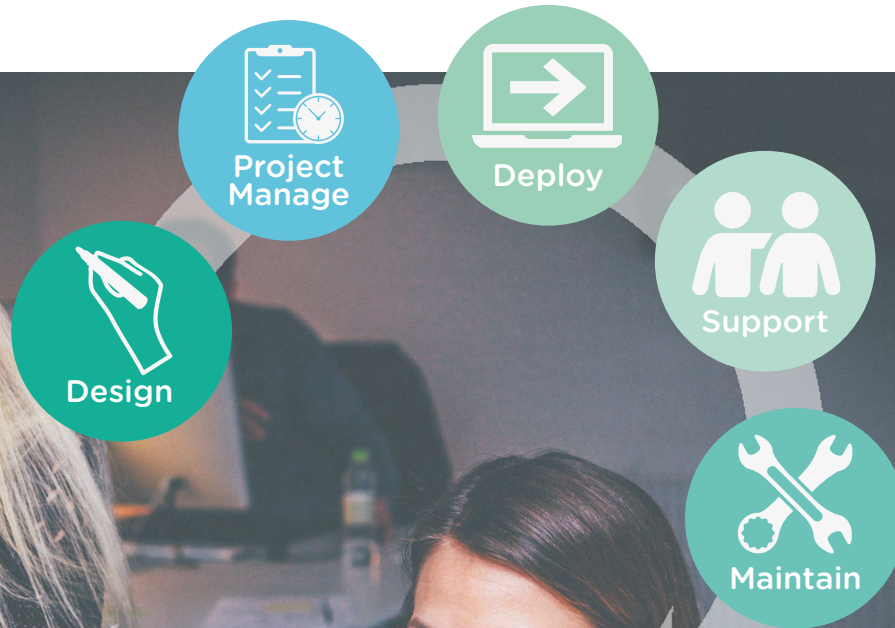 Design
Project
Manage
Deploy
Support
Maintain